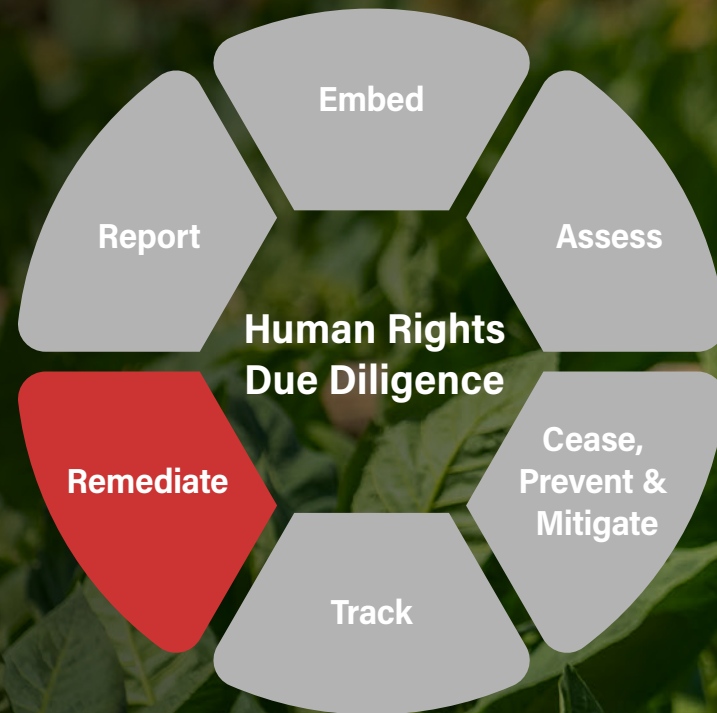 Embed
Report
Assess
Human Rights
Due Diligence
Cease,
Prevent &
Mitigate
Remediate
Track